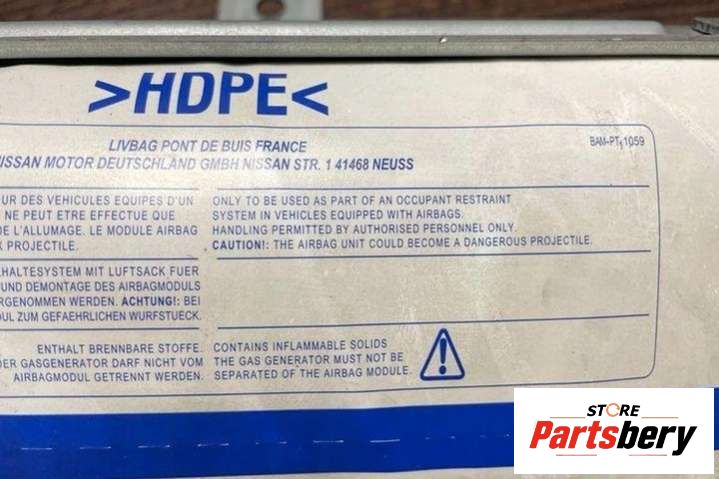 >HDPE<
LIVBAG PONT DE BUIS FRANCE
BAM-PT-1059
NISSAN MOTOR DEUTSCHLAND GMBH NISSAN STR. 1 41468 NEUSS
DES VEHICULES EQUIPES D'UN
NE PEUT ETRE EFFECTUE QUE
DE L'ALLUMAGE. LE MODULE AIRBAG
PROJECTILE.
ONLY TO BE USED AS PART OF AN OCCUPANT RESTRAINT
SYSTEM IN VEHICLES EQUIPPED WITH AIRBAGS.
HANDLING PERMITTED BY AUTHORISED PERSONNEL ONLY.
CAUTION!: THE AIRBAG UNIT COULD BECOME A DANGEROUS PROJECTILE.
MIT LUFTSACK FUER
UND DEMONTAGE DES AIRBAGMODULS
WERDEN. ACHTUNG!: BEI
ZUM GEFAEHRLICHEN WURFSTUECK.
ENTHALT BRENNBARE STOFFE.
DER GASGENERATOR DARF NICHT VOM
AIRBAGMODUL GETRENNT WERDEN.
CONTAINS INFLAMMABLE SOLIDS
THE GAS GENERATOR MUST NOT BE
SEPARATED OF THE AIRBAG MODULE.
STORE
Partsbery